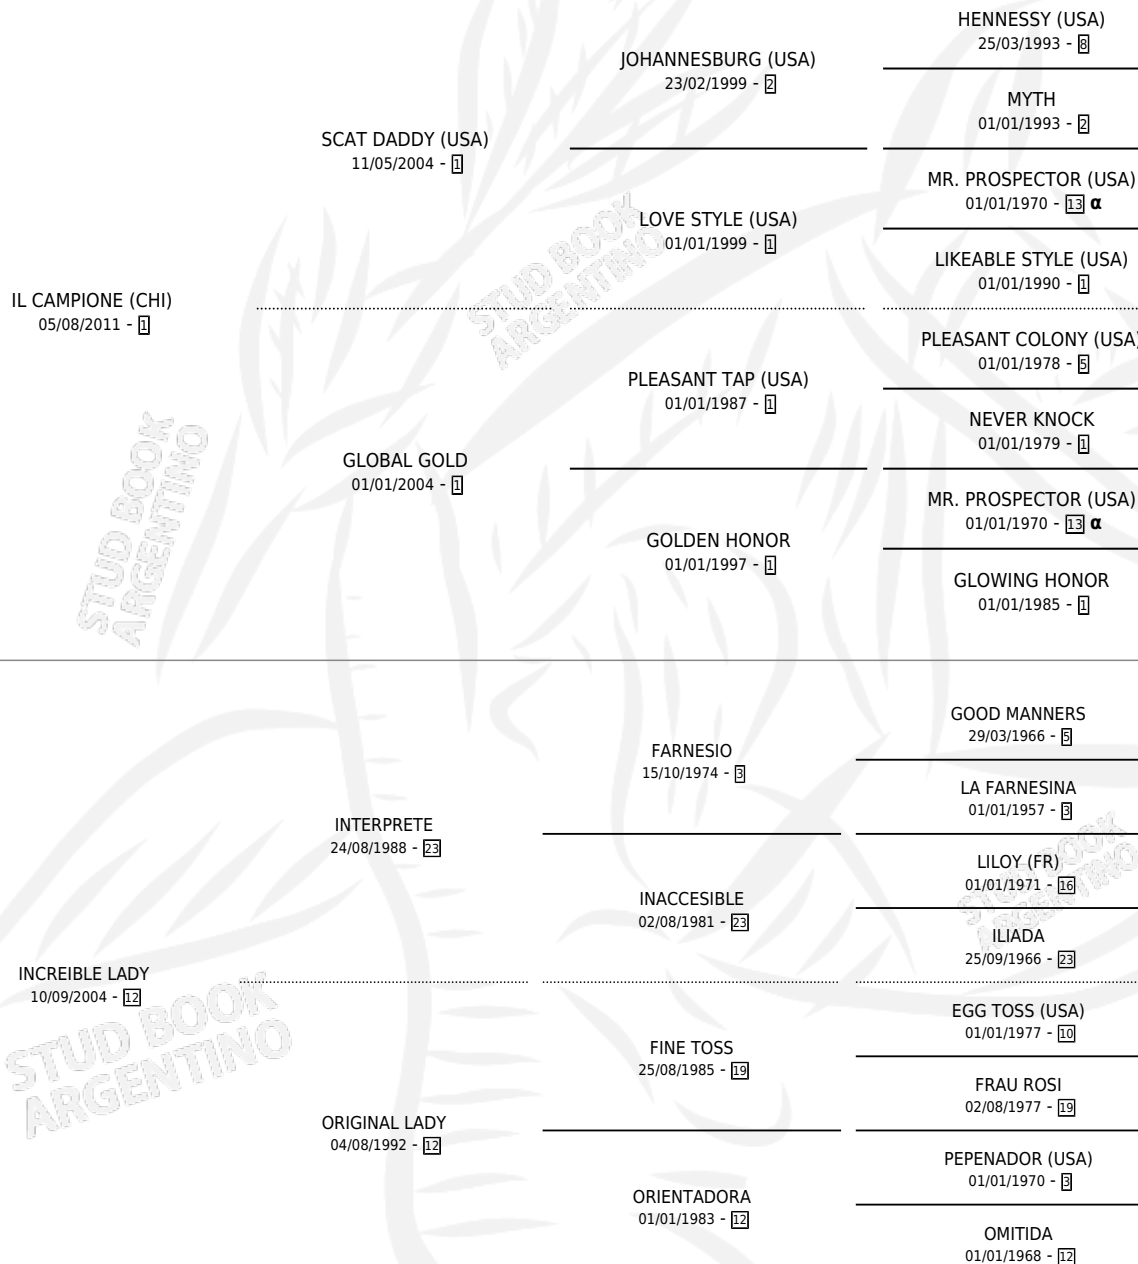 HENNESSY (USA)
25/03/1993 - 8
JOHANNESBURG (USA)
23/02/1999 - 2
MYTH
01/01/1993 - 2
SCAT DADDY (USA)
11/05/2004 - 1
MR. PROSPECTOR (USA)
01/01/1970 - 13 α
LOVE STYLE (USA)
01/01/1999 - 1
LIKEABLE STYLE (USA)
01/01/1990 - 1
IL CAMPIONE (CHI)
05/08/2011 - 1
PLEASANT COLONY (USA)
01/01/1978 - 5
PLEASANT TAP (USA)
01/01/1987 - 1
NEVER KNOCK
01/01/1979 - 1
GLOBAL GOLD
01/01/2004 - 1
MR. PROSPECTOR (USA)
01/01/1970 - 13 α
GOLDEN HONOR
01/01/1997 - 1
GLOWING HONOR
01/01/1985 - 1
GOOD MANNERS
29/03/1966 - 5
FARNESIO
15/10/1974 - 3
LA FARNESINA
01/01/1957 - 3
INTERPRETE
24/08/1988 - 23
LILOY (FR)
01/01/1971 - 16
INACCESIBLE
02/08/1981 - 23
ILIADA
25/09/1966 - 23
INCREIBLE LADY
10/09/2004 - 12
EGG TOSS (USA)
01/01/1977 - 10
FINE TOSS
25/08/1985 - 19
FRAU ROSI
02/08/1977 - 19
ORIGINAL LADY
04/08/1992 - 12
PEPENADOR (USA)
01/01/1970 - 3
ORIENTADORA
01/01/1983 - 12
OMITIDA
01/01/1968 - 12
STUD BOOK
ARGENTINO
STUD BOOK
ARGENTINO
STUD BOOK
ARGENTINO
STUD BOOK
ARGENTINO